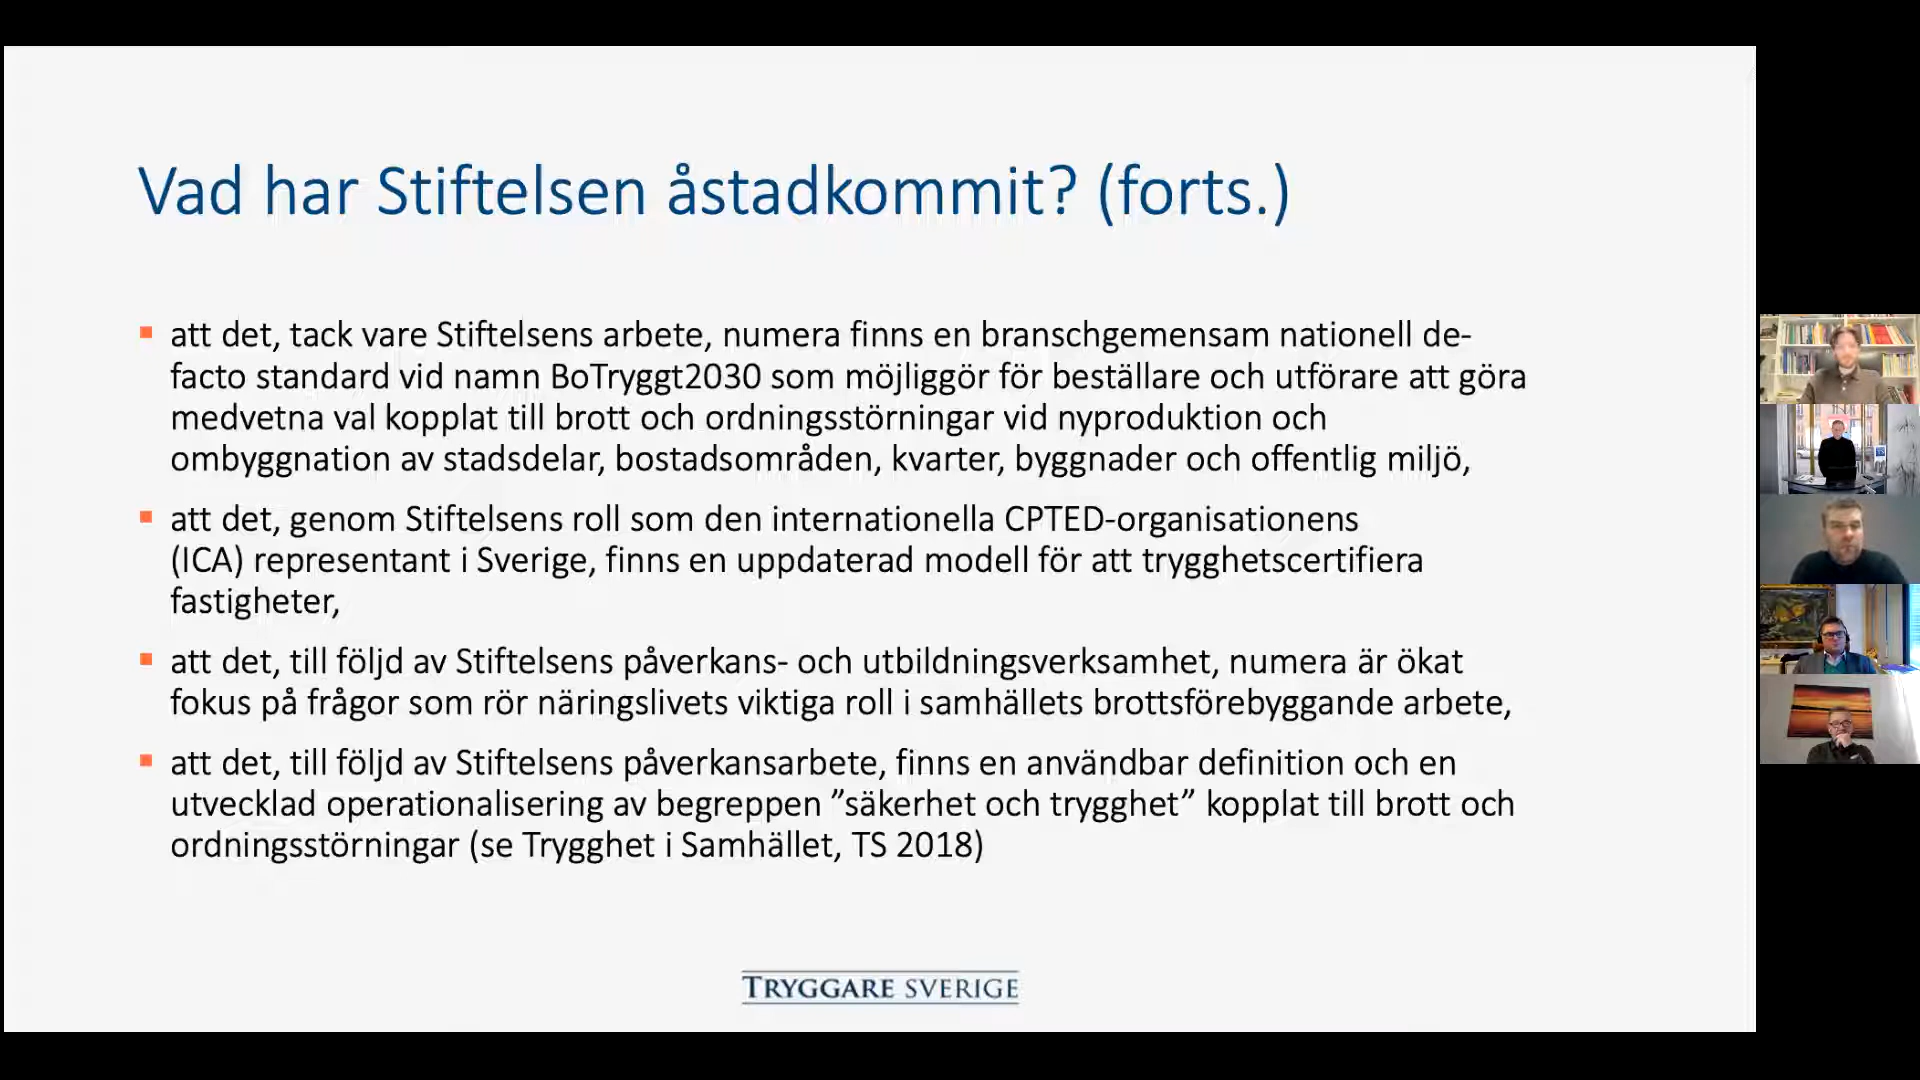 Vad har Stiftelsen åstadkommit? (forts.)
att det, tack vare Stiftelsens arbete, numera finns en branschgemensam nationell de-
facto standard vid namn BoTryggt2030 som möjliggör för beställare och utförare att göra
medvetna val kopplat till brott och ordningsstörningar vid nyproduktion och
ombyggnation av stadsdelar, bostadsområden, kvarter, byggnader och offentlig miljö,
att det, genom Stiftelsens roll som den internationella CPTED-organisationens
(ICA) representant i Sverige, finns en uppdaterad modell för att trygghetscertifiera
fastigheter,
att det, till följd av Stiftelsens påverkans- och utbildningsverksamhet, numera är ökat
fokus på frågor som rör näringslivets viktiga roll i samhällets brottsförebyggande arbete,
att det, till följd av Stiftelsens påverkansarbete, finns en användbar definition och en
utvecklad operationalisering av begreppen ”säkerhet och trygghet” kopplat till brott och
ordningsstörningar (se Trygghet i Samhället, TS 2018)
TRYGGARE SVERIGE